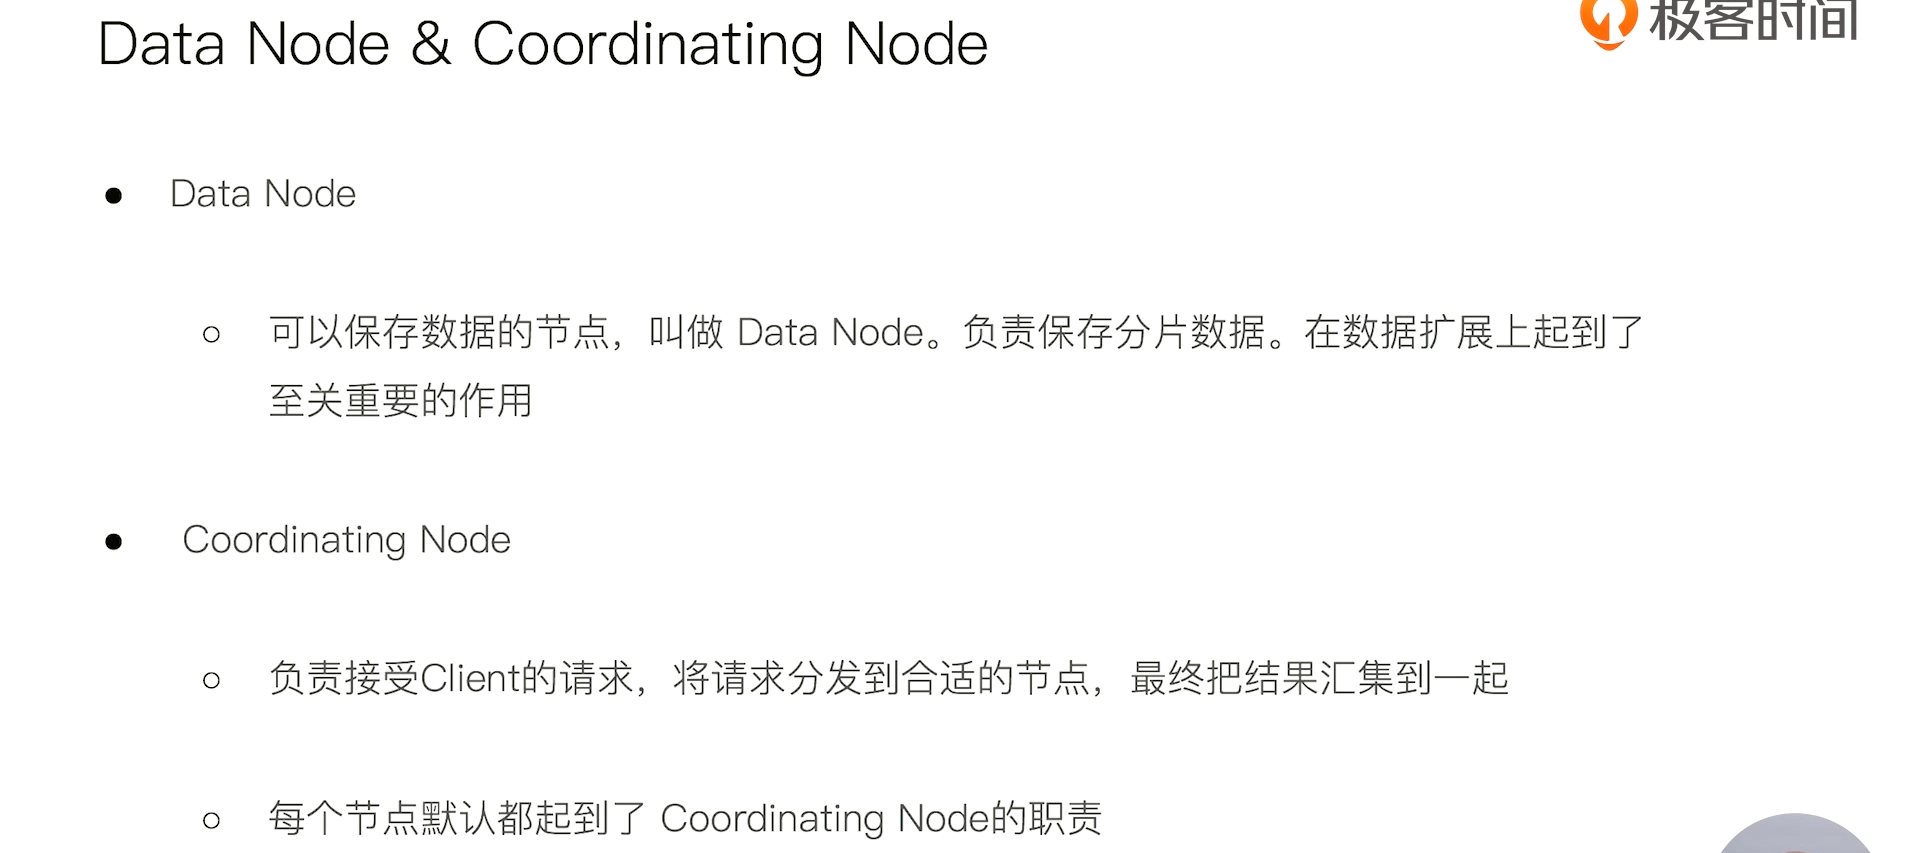 极客时间
Data Node & Coordinating Node
● Data Node
○ 可以保存数据的节点，叫做 Data Node。负责保存分片数据。在数据扩展上起到了
至关重要的作用
● Coordinating Node
○ 负责接受Client的请求，将请求分发到合适的节点，最终把结果汇集到一起
○ 每个节点默认都起到了 Coordinating Node的职责